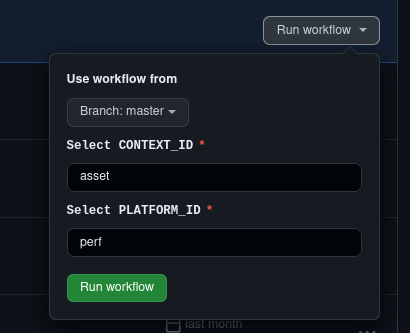 Run workflow
Use workflow from
Branch: master
Select CONTEXT_ID *
asset
Select PLATFORM_ID *
perf
Run workflow
last month